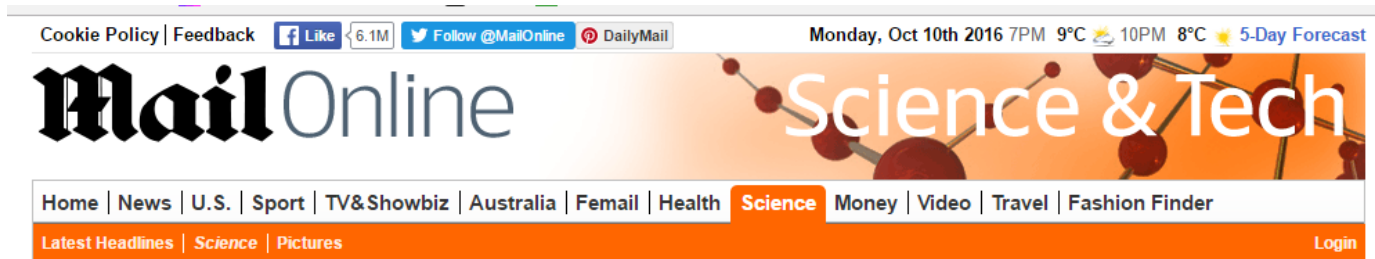 Cookie Policy | Feedback Like 6.1M Follow @MailOnline DailyMail Monday, Oct 10th 2016 7PM 9°C 10PM 8°C 5-Day Forecast
Mail Online Science & Tech
Home | News | U.S. | Sport | TV&Showbiz | Australia | Femail | Health Science Money | Video | Travel | Fashion Finder
Latest Headlines | Science | Pictures Login